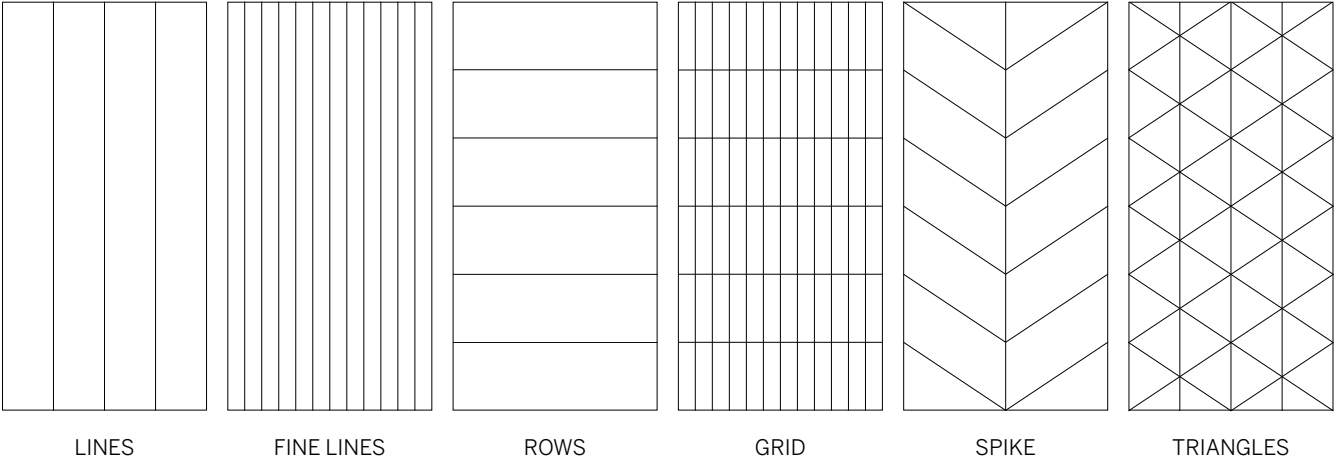 LINES
FINE LINES
ROWS
GRID
SPIKE
TRIANGLES